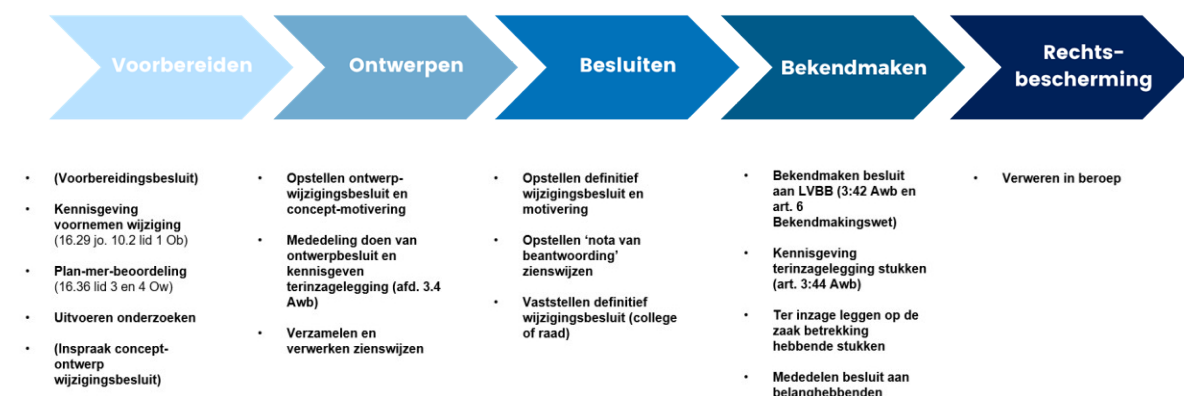 Voorbereiden
Ontwerpen
Besluiten
Bekendmaken
Rechts-
bescherming
• (Voorbereidingsbesluit)
• Kennisgeving
voornemen wijziging
(16.29 jo. 10.2 lid 1 Ob)
• Plan-mer-beoordeling
(16.36 lid 3 en 4 Ow)
• Uitvoeren onderzoeken
• (Inspraak concept-
ontwerp
wijzigingsbesluit)
• Opstellen ontwerp-
wijzigingsbesluit en
concept-motivering
• Mededeling doen van
ontwerpbesluit en
kennisgeven
terinzagelegging (afd. 3.4
Awb)
• Verzamelen en
verwerken zienswijzen
• Opstellen definitief
wijzigingsbesluit en
motivering
• Opstellen ‘nota van
beantwoording’
zienswijzen
• Vaststellen definitief
wijzigingsbesluit (college
of raad)
• Bekendmaken besluit
aan LVBB (3:42 Awb en
art. 6
Bekendmakingswet)
• Kennisgeving
terinzagelegging stukken
(art. 3:44 Awb)
• Ter inzage leggen op de
zaak betrekking
hebbende stukken
• Mededelen besluit aan
belanghebbenden
• Verweren in beroep